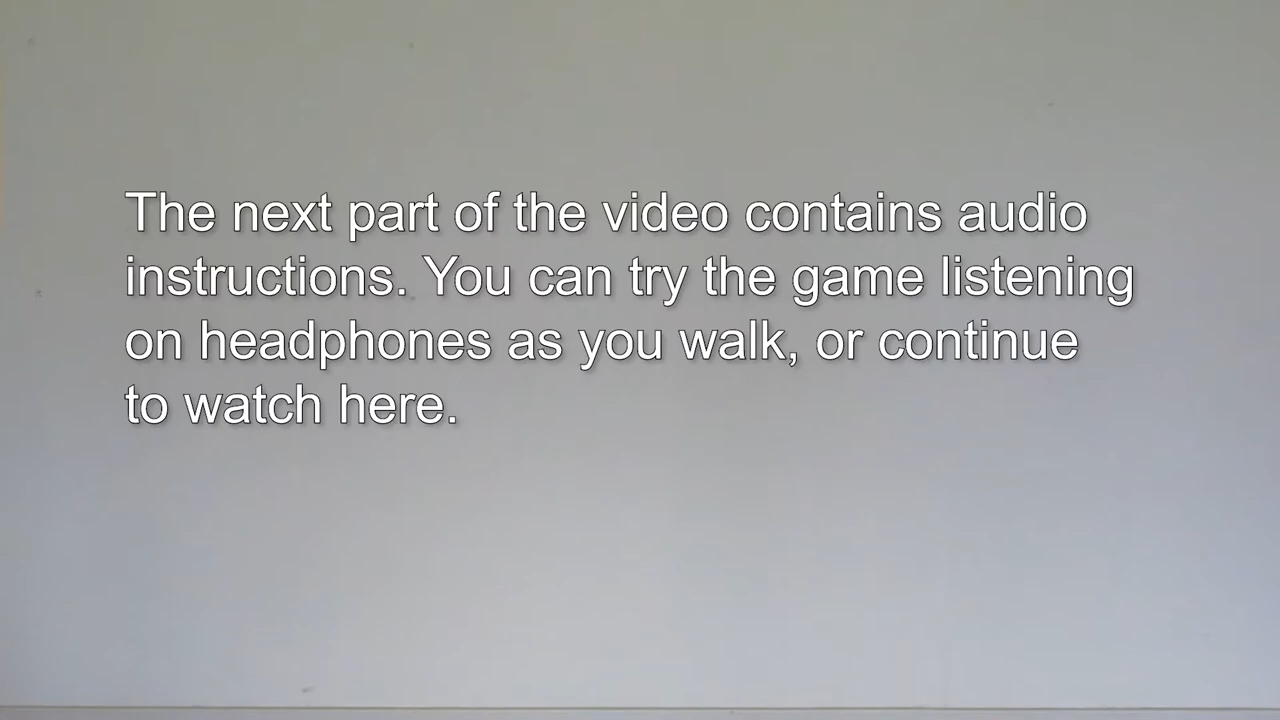 The next part of the video contains audio
instructions. You can try the game listening
on headphones as you walk, or continue
to watch here.